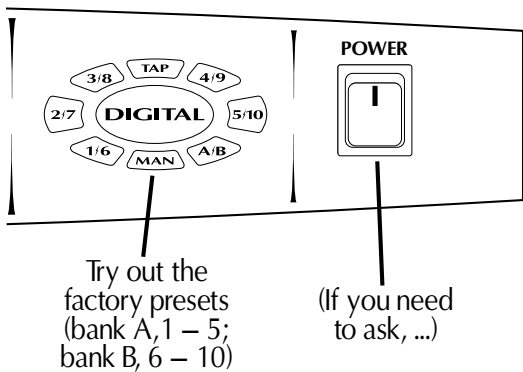 POWER
TAP
3/8
4/9
2/7
DIGITAL
5/10
1/6
MAN
A/B
Try out the
factory presets
(bank A,1 – 5;
bank B, 6 – 10)
(If you need
to ask, ...)